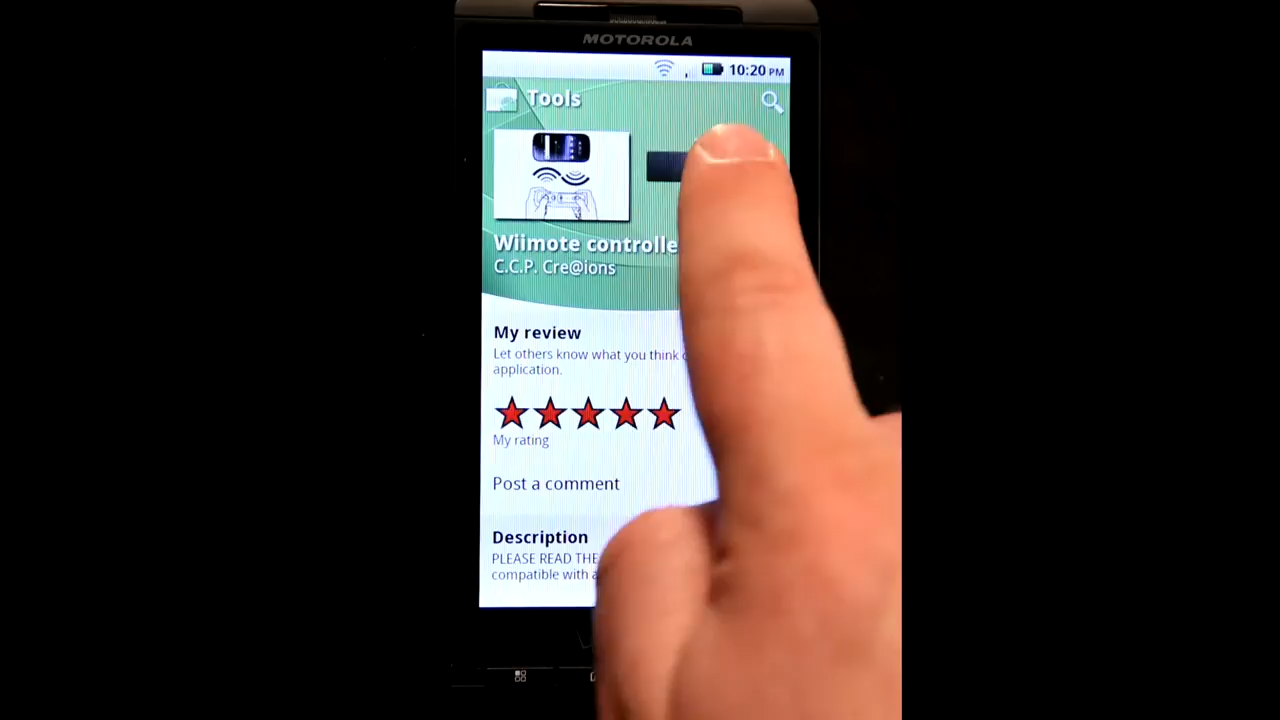 MOTOROLA
10:20 PM
Tools
Wiimote controlle
C.C.P. Cre@ions
My review
Let others know what you think
application.
My rating
Post a comment
Description
PLEASE READ THE
compatible with a